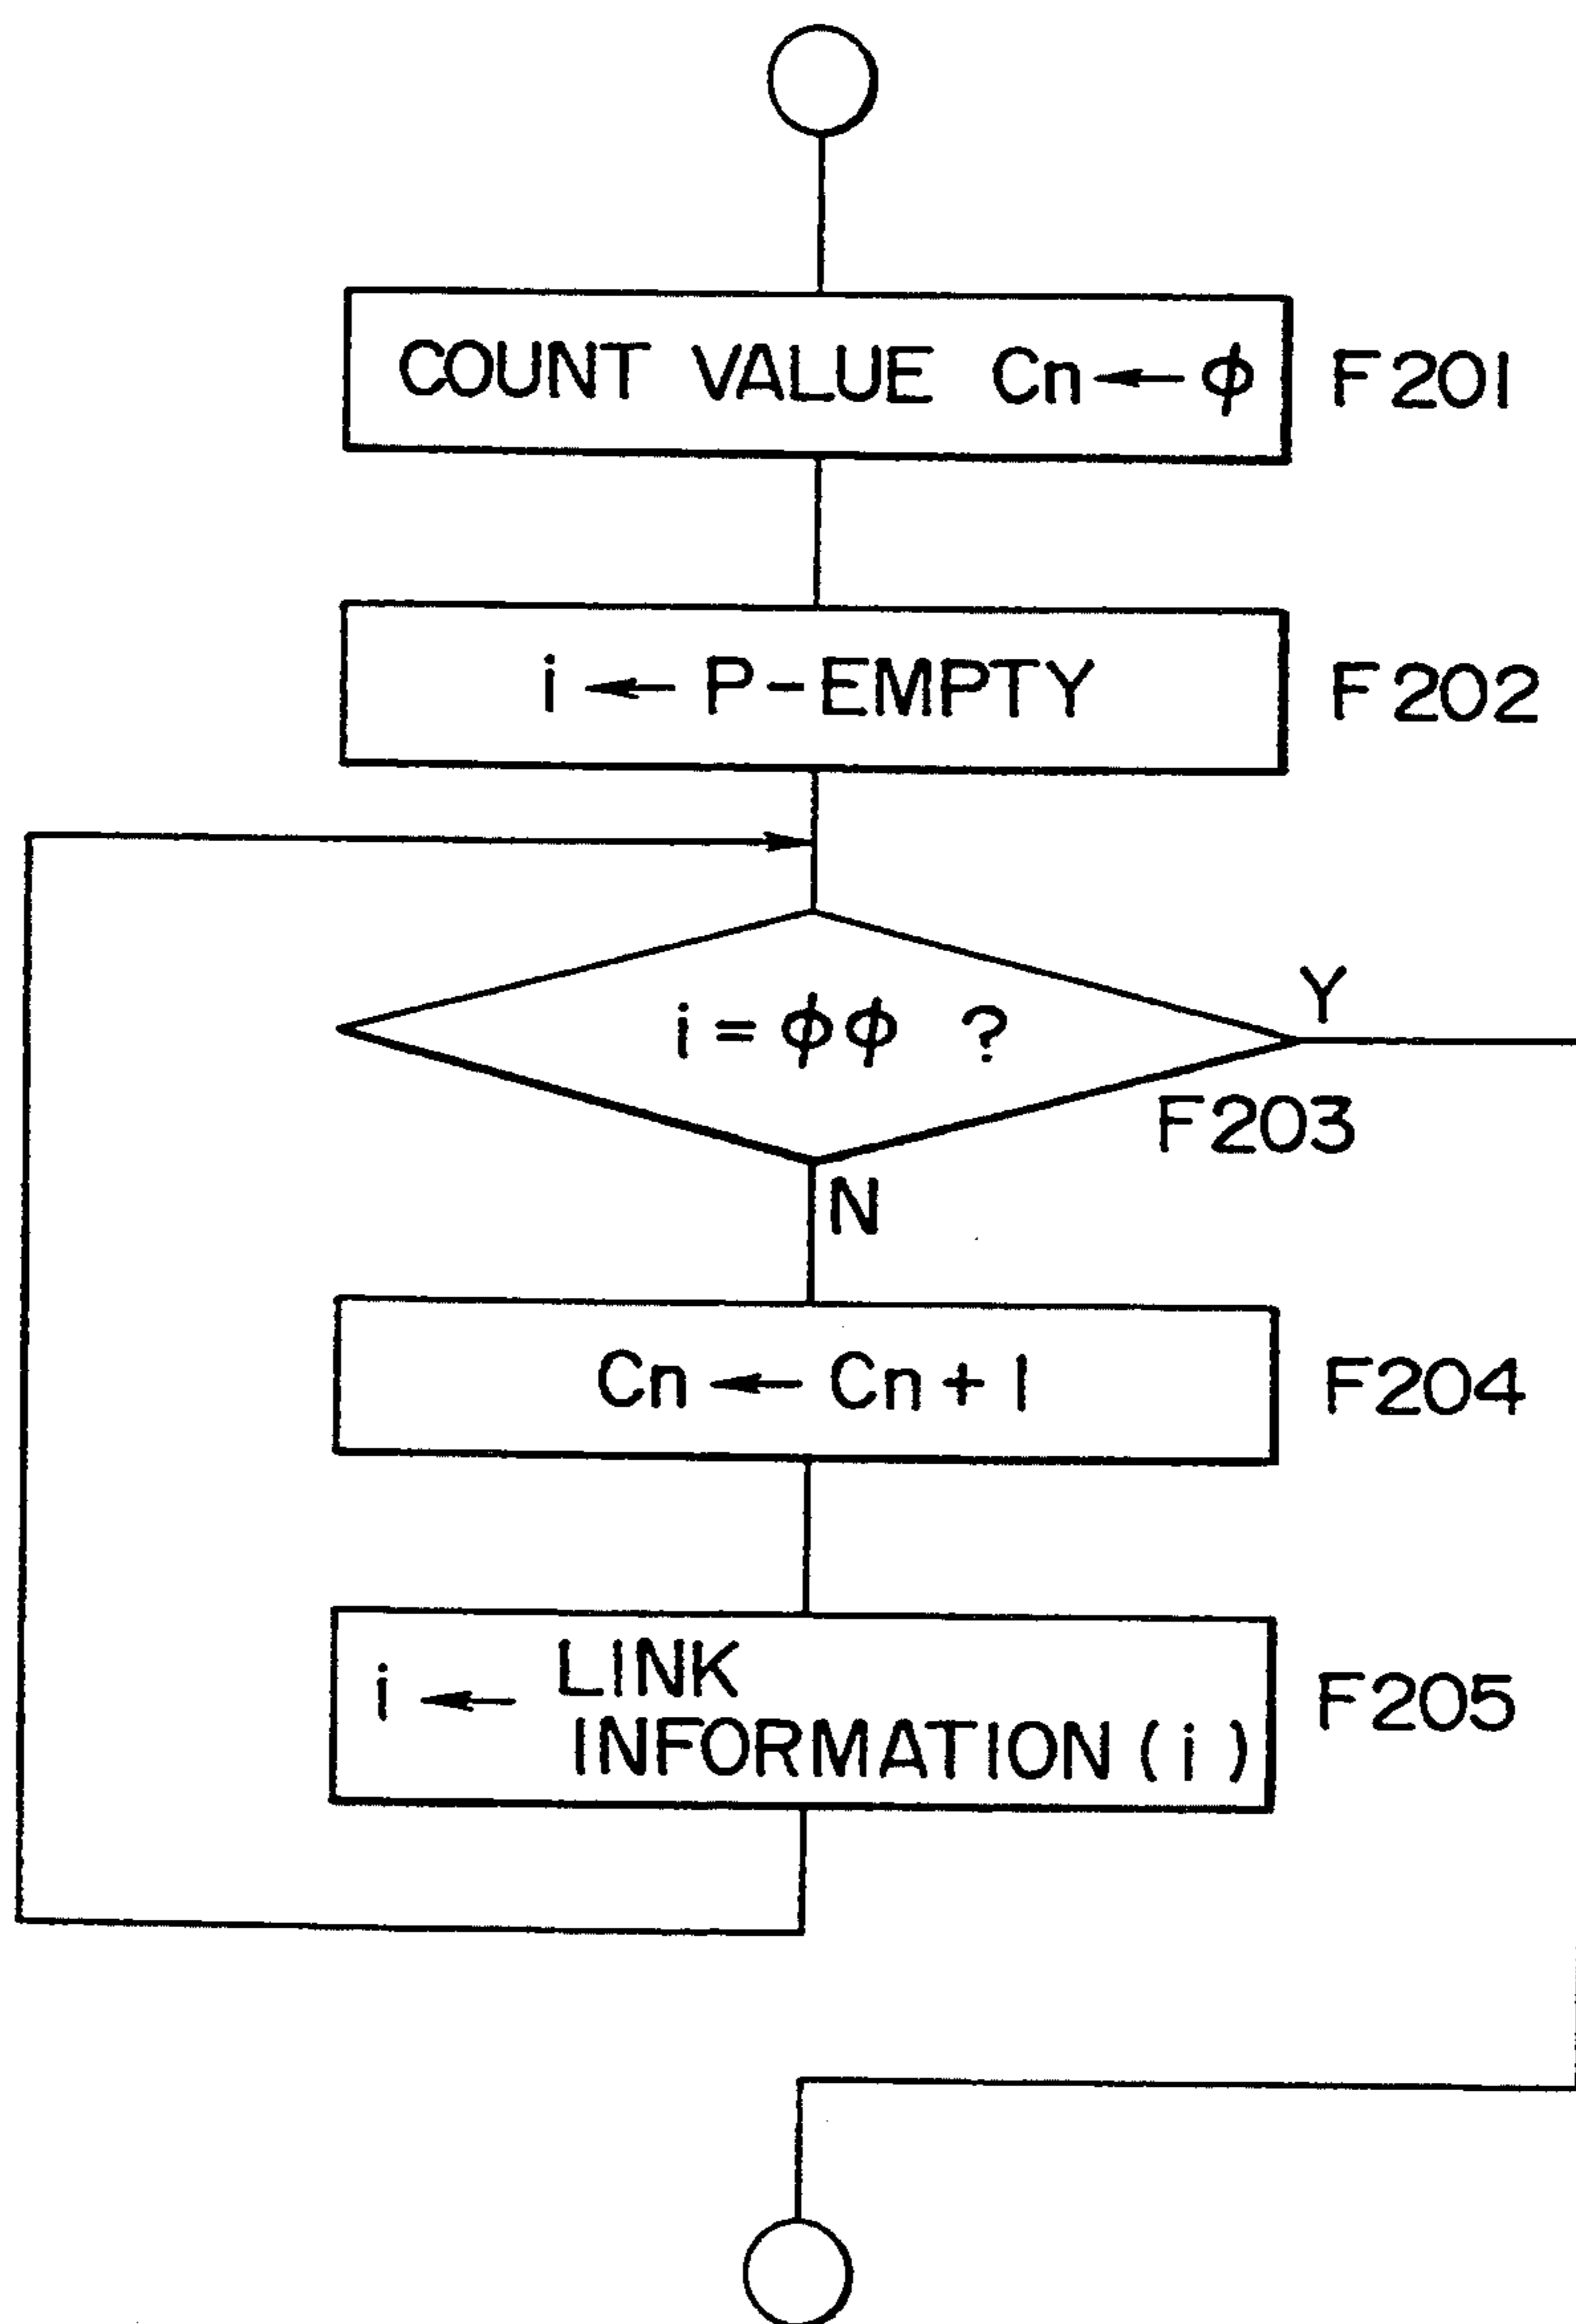 COUNT VALUE Cn ← ϕ F201
i ← P-EMPTY F202
i = ϕϕ ?
Y
F203
N
Cn ← Cn + 1 F204
i ← LINK
INFORMATION (i) F205